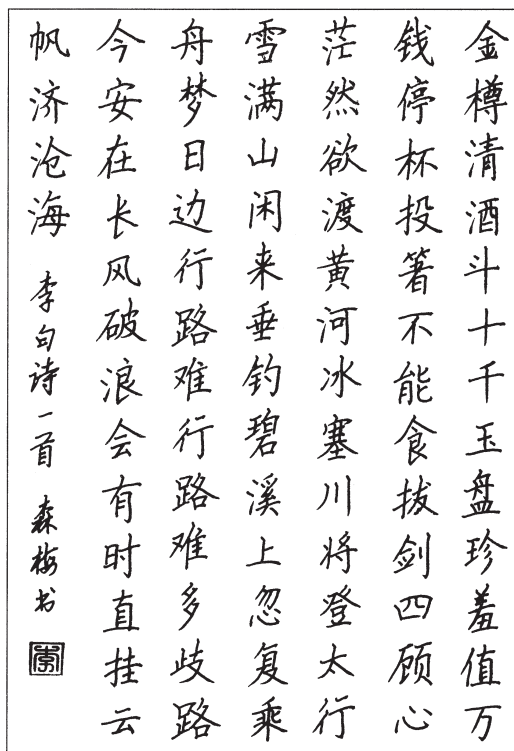 金樽清酒斗十千玉盘珍羞值万
钱停杯投箸不能食拔剑四顾心
茫然欲渡黄河冰塞川将登太行
雪满山闲来垂钓碧溪上忽复乘
舟梦日边行路难行路难多歧路
今安在长风破浪会有时直挂云
帆济沧海 李白诗一首 森梅书